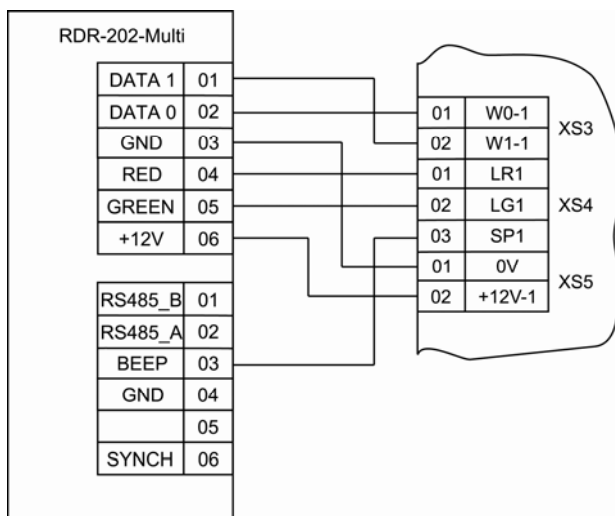 RDR-202-Multi
DATA 1 01
DATA 0 02
GND 03
RED 04
GREEN 05
+12V 06
RS485_B 01
RS485_A 02
BEEP 03
GND 04
05
SYNCH 06
01 W0-1
02 W1-1
XS3
01 LR1
02 LG1
03 SP1
XS4
01 0V
02 +12V-1
XS5